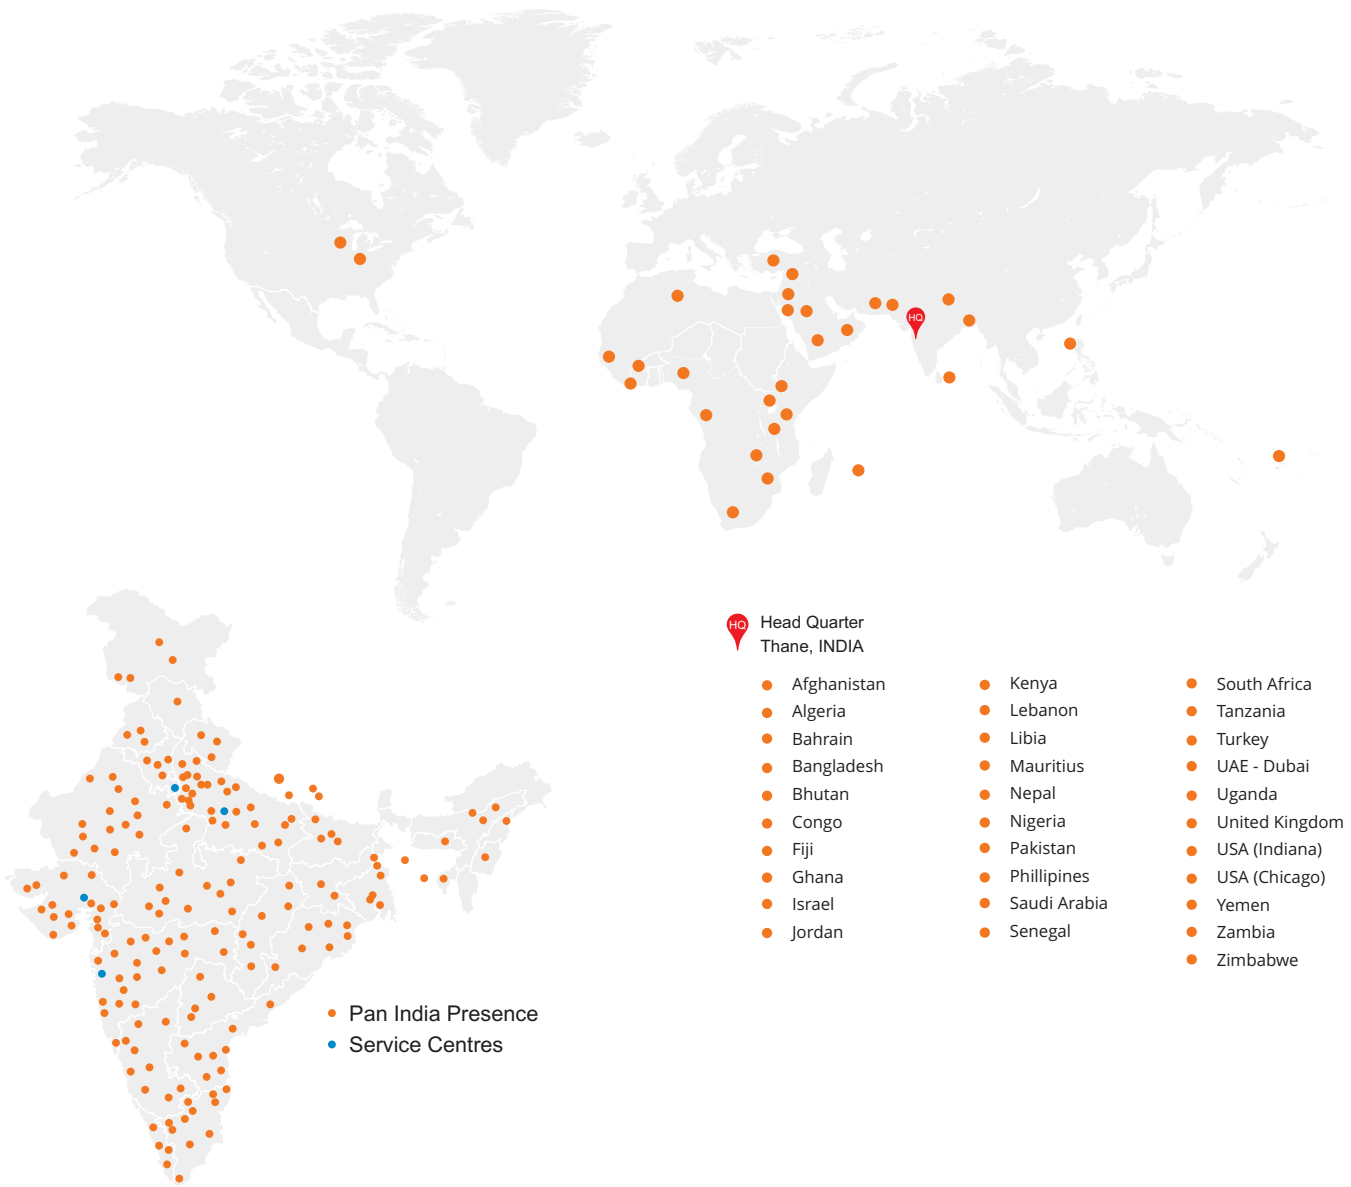 HQ
HQ
Head Quarter
Thane, INDIA
Afghanistan
Algeria
Bahrain
Bangladesh
Bhutan
Congo
Fiji
Ghana
Israel
Jordan
Kenya
Lebanon
Libia
Mauritius
Nepal
Nigeria
Pakistan
Phillipines
Saudi Arabia
Senegal
South Africa
Tanzania
Turkey
UAE - Dubai
Uganda
United Kingdom
USA (Indiana)
USA (Chicago)
Yemen
Zambia
Zimbabwe
Pan India Presence
Service Centres